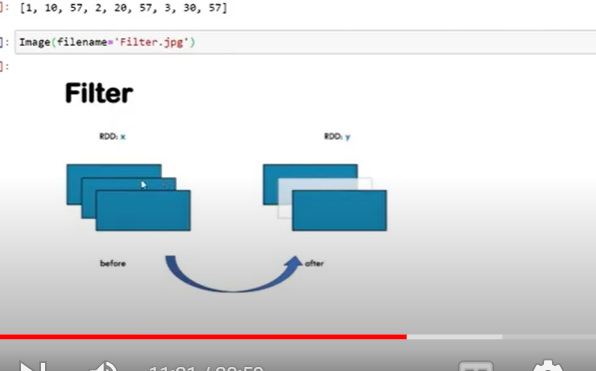 ]: [1, 10, 57, 2, 20, 57, 3, 30, 57]
]: Image(filename='Filter.jpg')
]:
Filter
RDD: x RDD: y
before after